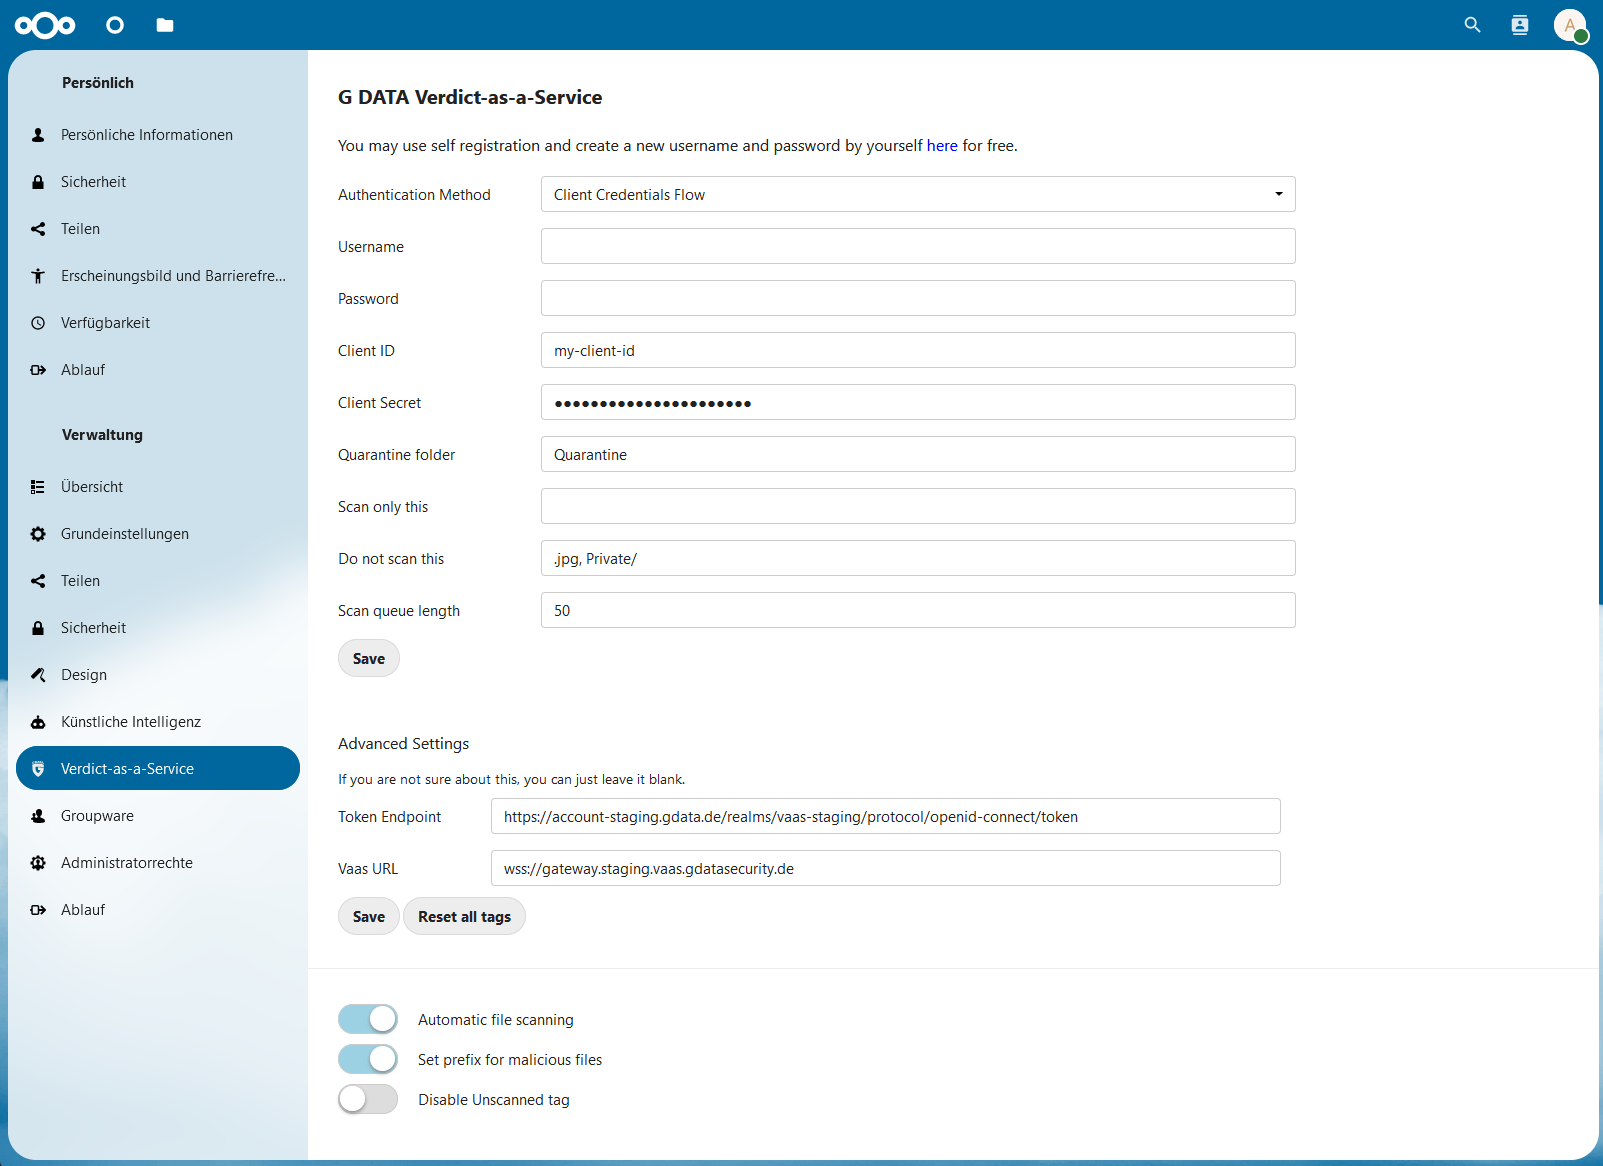 A
Persönlich
Persönliche Informationen
Sicherheit
Teilen
Erscheinungsbild und Barrierefre...
Verfügbarkeit
Ablauf
Verwaltung
Übersicht
Grundeinstellungen
Teilen
Sicherheit
Design
Künstliche Intelligenz
Verdict-as-a-Service
Groupware
Administratorrechte
Ablauf
G DATA Verdict-as-a-Service
You may use self registration and create a new username and password by yourself here for free.
Authentication Method Client Credentials Flow
Username
Password
Client ID my-client-id
Client Secret ••••••••••••••••••••••
Quarantine folder Quarantine
Scan only this
Do not scan this .jpg, Private/
Scan queue length 50
Save
Advanced Settings
If you are not sure about this, you can just leave it blank.
Token Endpoint https://account-staging.gdata.de/realms/vaas-staging/protocol/openid-connect/token
Vaas URL wss://gateway.staging.vaas.gdatasecurity.de
Save Reset all tags
Automatic file scanning
Set prefix for malicious files
Disable Unscanned tag